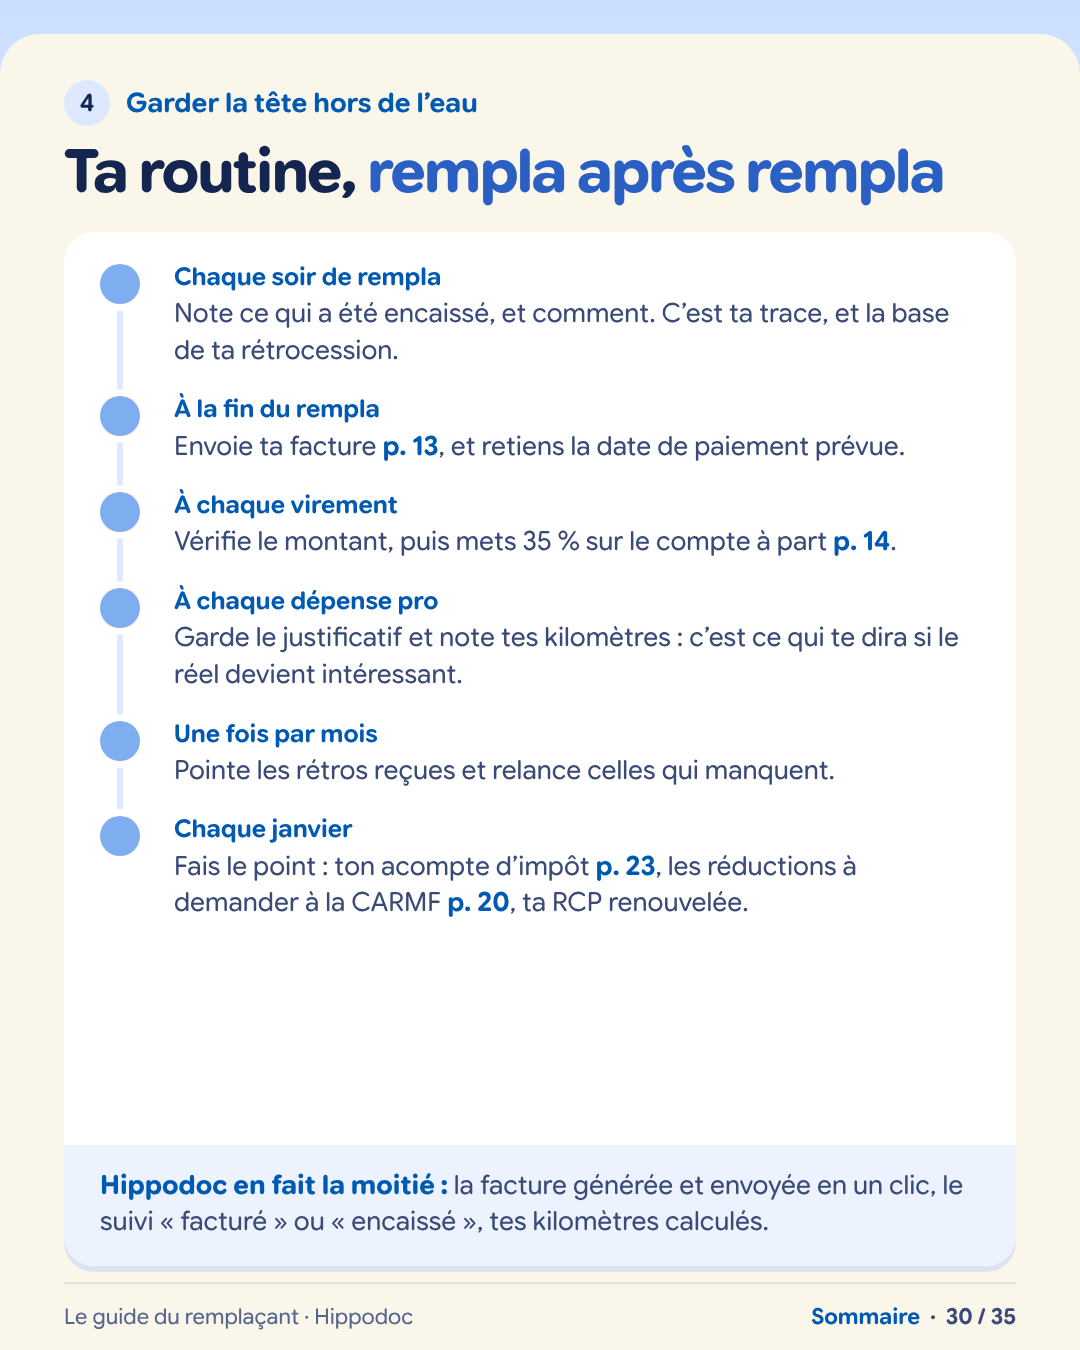 4 Garder la tête hors de l’eau
Ta routine, rempla après rempla
Chaque soir de rempla
Note ce qui a été encaissé, et comment. C’est ta trace, et la base
de ta rétrocession.
À la fin du rempla
Envoie ta facture p. 13, et retiens la date de paiement prévue.
À chaque virement
Vérifie le montant, puis mets 35 % sur le compte à part p. 14.
À chaque dépense pro
Garde le justificatif et note tes kilomètres : c’est ce qui te dira si le
réel devient intéressant.
Une fois par mois
Pointe les rétros reçues et relance celles qui manquent.
Chaque janvier
Fais le point : ton acompte d’impôt p. 23, les réductions à
demander à la CARMF p. 20, ta RCP renouvelée.
Hippodoc en fait la moitié : la facture générée et envoyée en un clic, le
suivi « facturé » ou « encaissé », tes kilomètres calculés.
Le guide du remplaçant · Hippodoc
Sommaire · 30 / 35